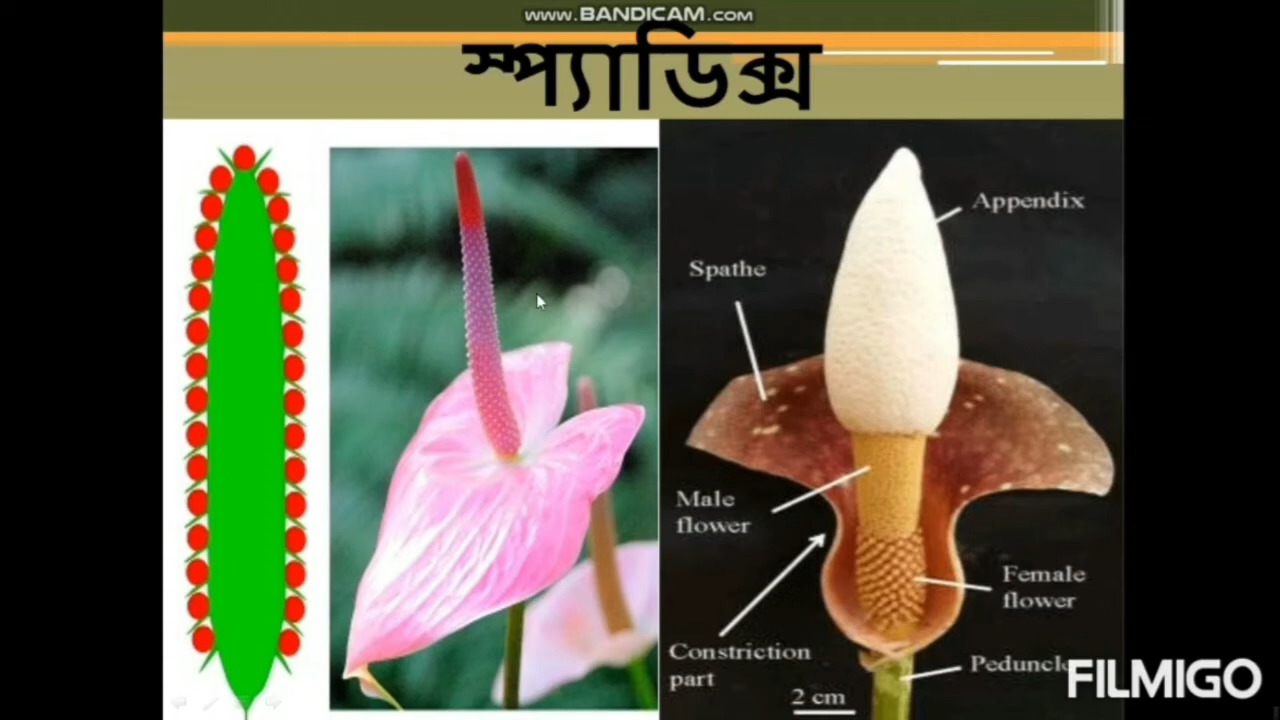 www.BANDICAM.com
স্প্যাডিক্স
Appendix
Spathe
Male
flower
Female
flower
Constriction
part
Peduncle
2 cm
FILMIGO